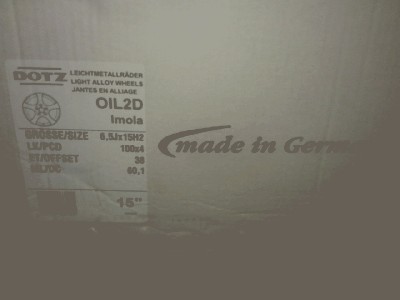 DOTZ
LEICHTMETALLRÄDER
LIGHT ALLOY WHEELS
JANTES EN ALLIAGE
OIL2D
Imola
GRÖSSE/SIZE 6,5Jx15H2
LK/PCD 100x4
ET/OFFSET 38
ML/DC 60,1
15"
made in Germ